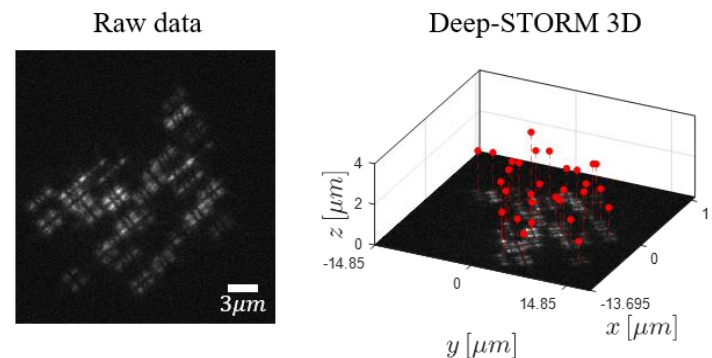 Raw data
Deep-STORM 3D
3μm
z [μm]
4
2
0
-14.85
0
14.85
y [μm]
-13.695
0
1
x [μm]